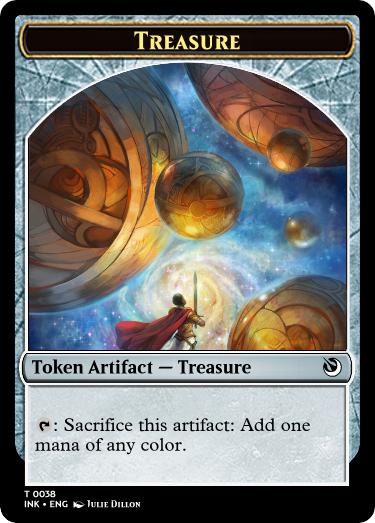 TREASURE
Token Artifact — Treasure
: Sacrifice this artifact: Add one
mana of any color.
T 0038
INK • ENG JULIE DILLON